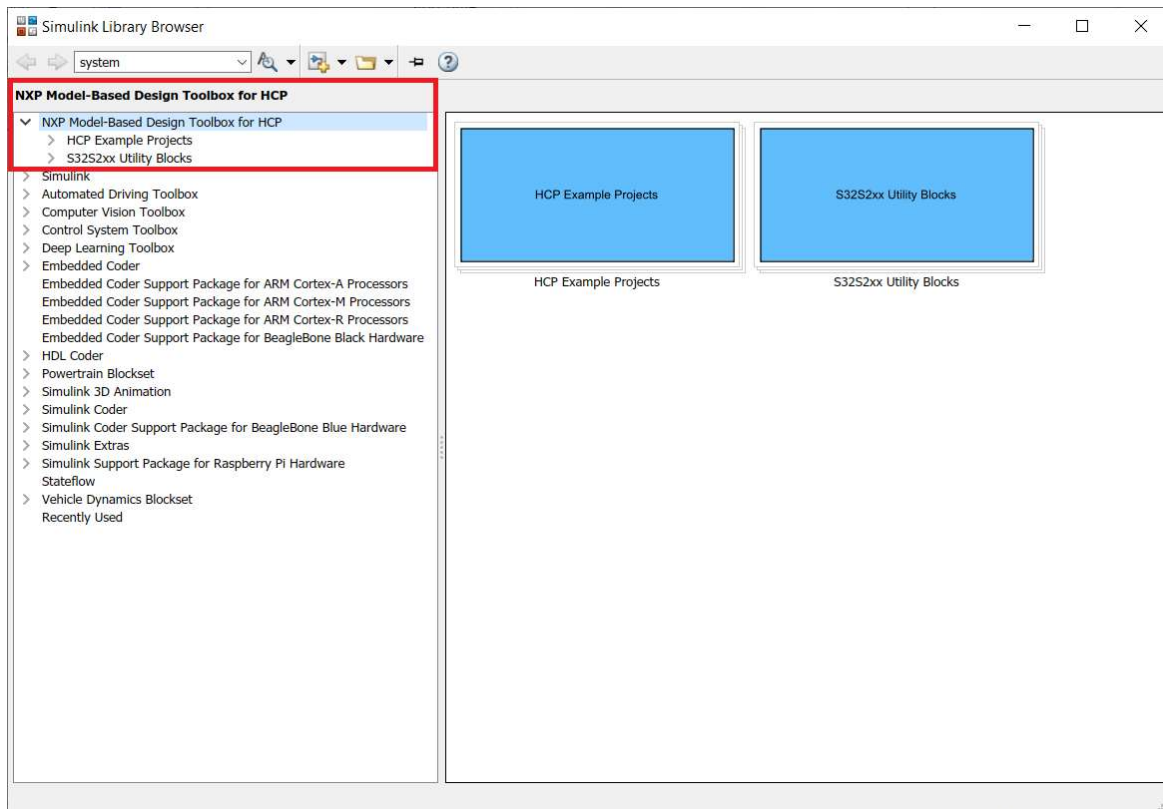 Simulink Library Browser
system
NXP Model-Based Design Toolbox for HCP
NXP Model-Based Design Toolbox for HCP
HCP Example Projects
S32S2xx Utility Blocks
Simulink
Automated Driving Toolbox
Computer Vision Toolbox
Control System Toolbox
Deep Learning Toolbox
Embedded Coder
Embedded Coder Support Package for ARM Cortex-A Processors
Embedded Coder Support Package for ARM Cortex-M Processors
Embedded Coder Support Package for ARM Cortex-R Processors
Embedded Coder Support Package for BeagleBone Black Hardware
HDL Coder
Powertrain Blockset
Simulink 3D Animation
Simulink Coder
Simulink Coder Support Package for BeagleBone Blue Hardware
Simulink Extras
Simulink Support Package for Raspberry Pi Hardware
Stateflow
Vehicle Dynamics Blockset
Recently Used
HCP Example Projects
HCP Example Projects
S32S2xx Utility Blocks
S32S2xx Utility Blocks